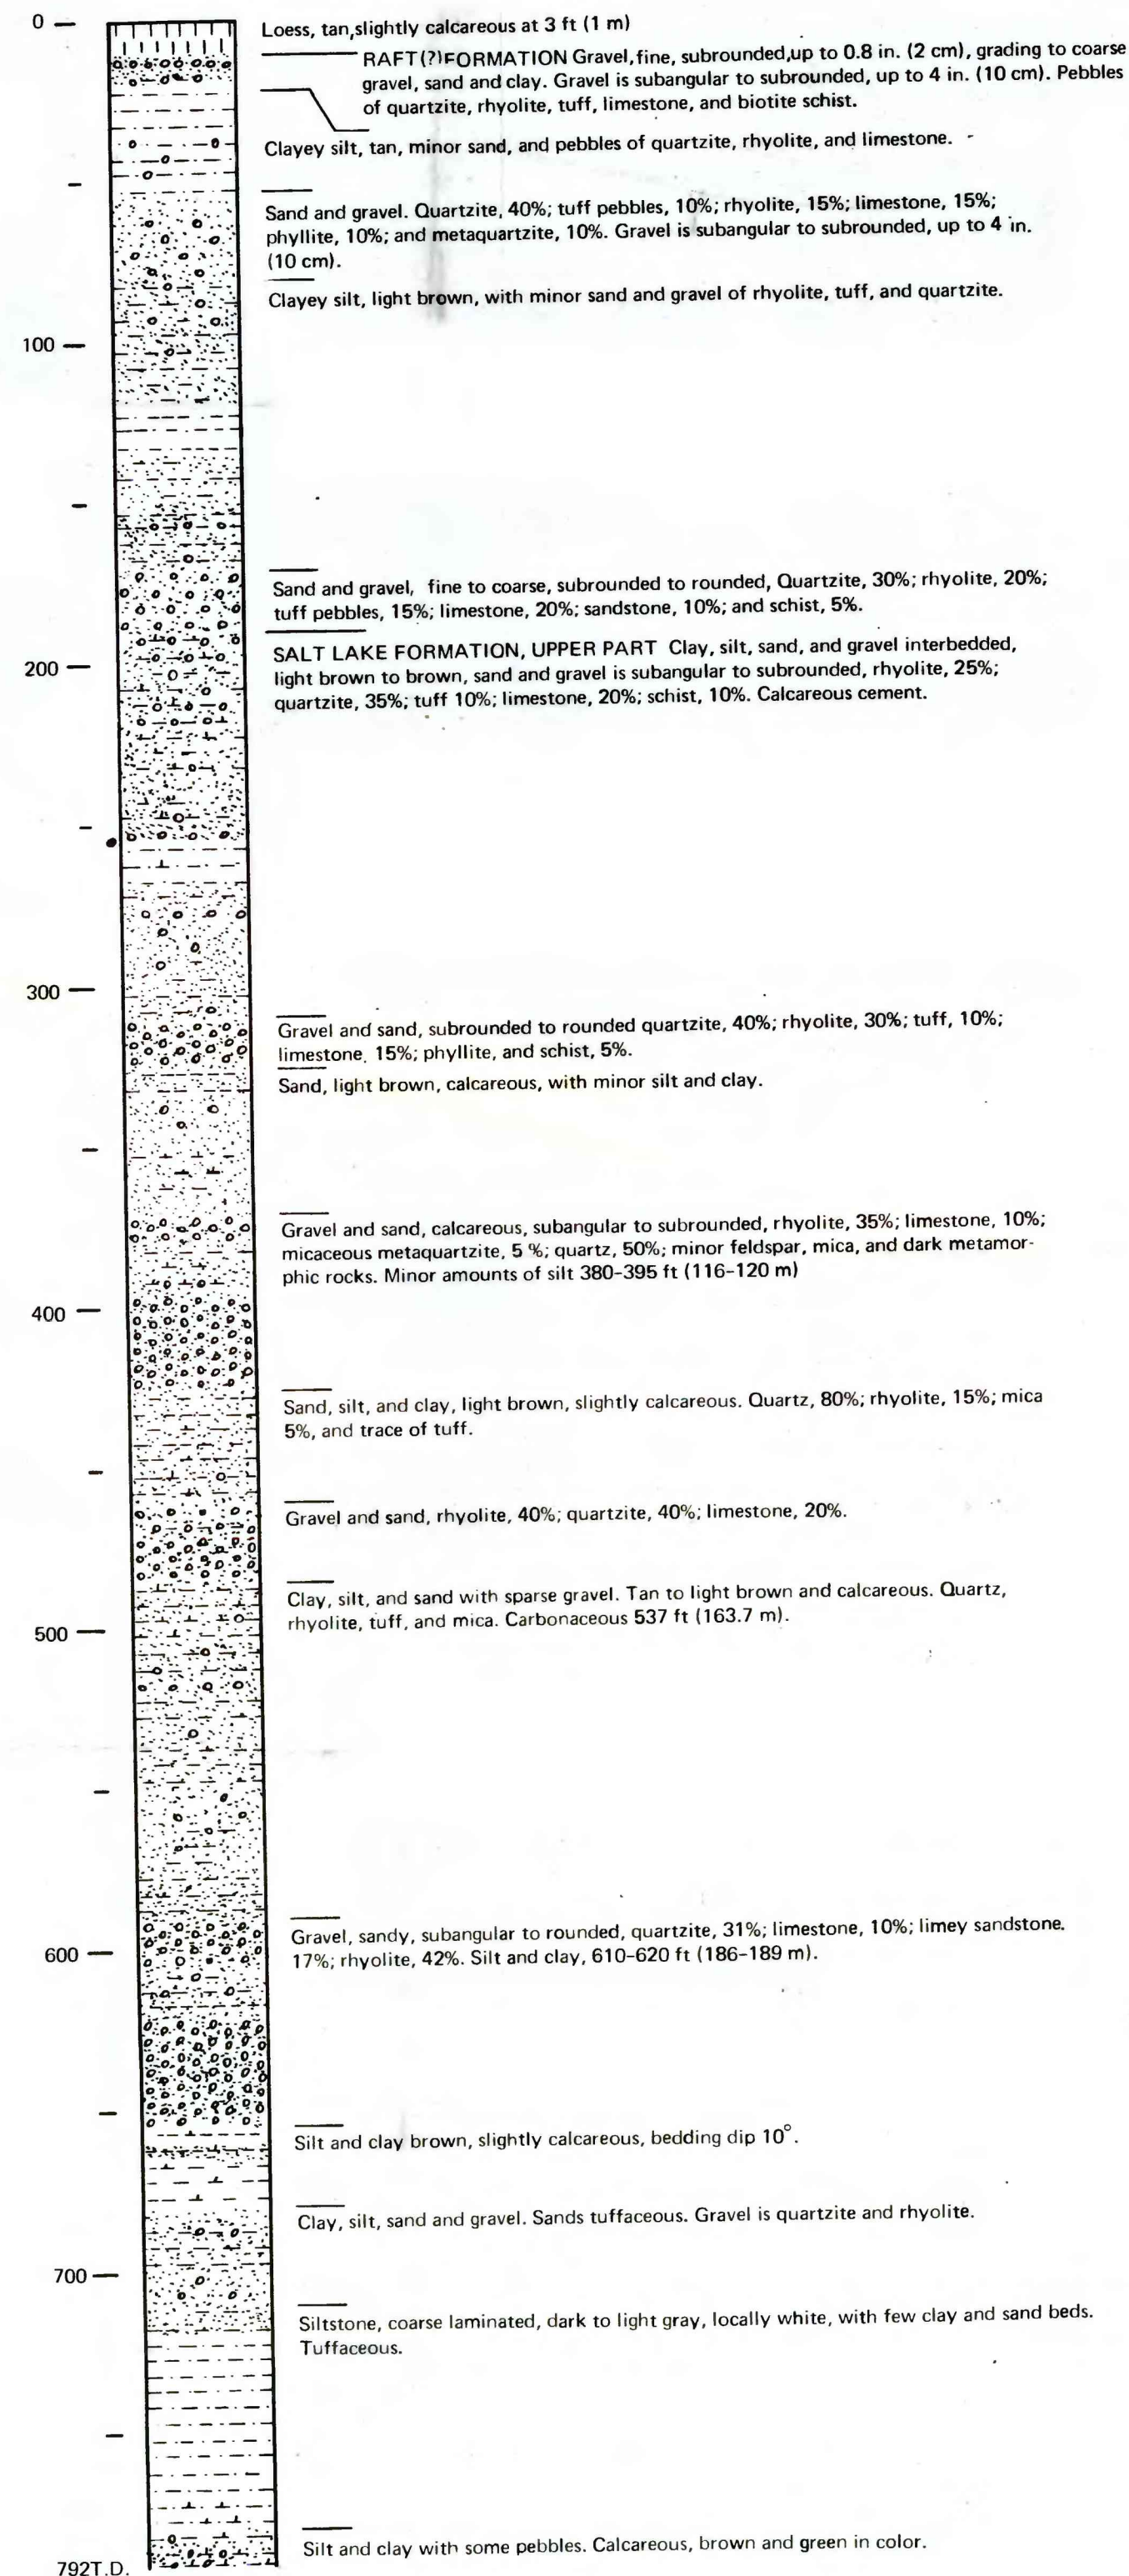 0
Loess, tan,slightly calcareous at 3 ft (1 m)
RAFT(?)FORMATION Gravel,fine, subrounded,up to 0.8 in. (2 cm), grading to coarse
gravel, sand and clay. Gravel is subangular to subrounded, up to 4 in. (10 cm). Pebbles
of quartzite, rhyolite, tuff, limestone, and biotite schist.
Clayey silt, tan, minor sand, and pebbles of quartzite, rhyolite, and limestone.
Sand and gravel. Quartzite, 40%; tuff pebbles, 10%; rhyolite, 15%; limestone, 15%;
phyllite, 10%; and metaquartzite, 10%. Gravel is subangular to subrounded, up to 4 in.
(10 cm).
Clayey silt, light brown, with minor sand and gravel of rhyolite, tuff, and quartzite.
100
Sand and gravel, fine to coarse, subrounded to rounded, Quartzite, 30%; rhyolite, 20%;
tuff pebbles, 15%; limestone, 20%; sandstone, 10%; and schist, 5%.
SALT LAKE FORMATION, UPPER PART Clay, silt, sand, and gravel interbedded,
200
light brown to brown, sand and gravel is subangular to subrounded, rhyolite, 25%;
quartzite, 35%; tuff 10%; limestone, 20%; schist, 10%. Calcareous cement.
300
Gravel and sand, subrounded to rounded quartzite, 40%; rhyolite, 30%; tuff, 10%;
limestone, 15%; phyllite, and schist, 5%.
Sand, light brown, calcareous, with minor silt and clay.
Gravel and sand, calcareous, subangular to subrounded, rhyolite, 35%; limestone, 10%;
micaceous metaquartzite, 5 %; quartz, 50%; minor feldspar, mica, and dark metamor-
phic rocks. Minor amounts of silt 380-395 ft (116-120 m)
400
Sand, silt, and clay, light brown, slightly calcareous. Quartz, 80%; rhyolite, 15%; mica
5%, and trace of tuff.
Gravel and sand, rhyolite, 40%; quartzite, 40%; limestone, 20%.
Clay, silt, and sand with sparse gravel. Tan to light brown and calcareous. Quartz,
rhyolite, tuff, and mica. Carbonaceous 537 ft (163.7 m).
500
Gravel, sandy, subangular to rounded, quartzite, 31%; limestone, 10%; limey sandstone.
17%; rhyolite, 42%. Silt and clay, 610-620 ft (186-189 m).
600
Silt and clay brown, slightly calcareous, bedding dip 10°.
Clay, silt, sand and gravel. Sands tuffaceous. Gravel is quartzite and rhyolite.
700
Siltstone, coarse laminated, dark to light gray, locally white, with few clay and sand beds.
Tuffaceous.
Silt and clay with some pebbles. Calcareous, brown and green in color.
792T.D.